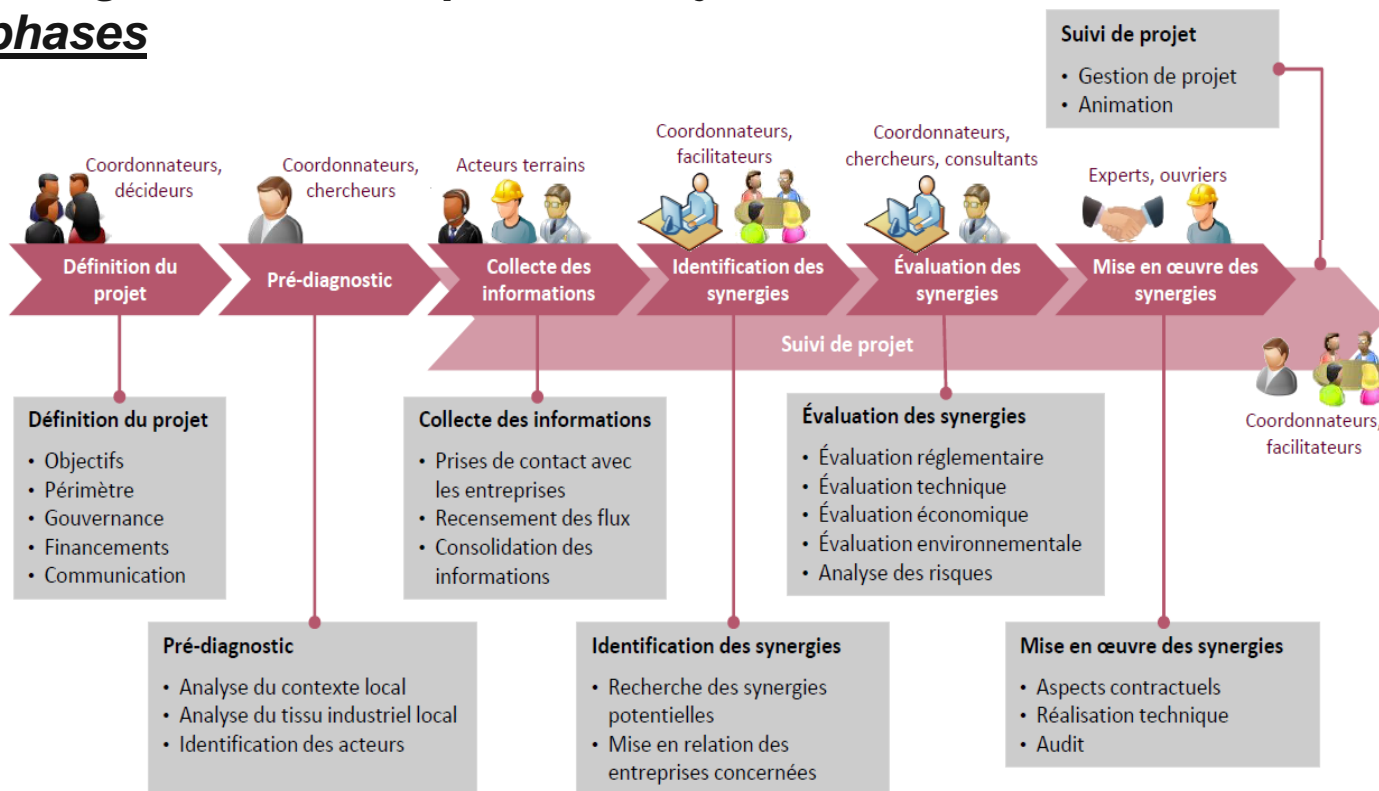 phases
Suivi de projet
• Gestion de projet
• Animation
Coordonnateurs,
décideurs
Coordonnateurs,
chercheurs
Acteurs terrains
Coordonnateurs,
facilitateurs
Coordonnateurs,
chercheurs, consultants
Experts, ouvriers
Définition du
projet
Pré-diagnostic
Collecte des
informations
Identification des
synergies
Évaluation des
synergies
Mise en œuvre des
synergies
Suivi de projet
Coordonnateurs,
facilitateurs
Définition du projet
• Objectifs
• Périmètre
• Gouvernance
• Financements
• Communication
Collecte des informations
• Prises de contact avec
les entreprises
• Recensement des flux
• Consolidation des
informations
Évaluation des synergies
• Évaluation réglementaire
• Évaluation technique
• Évaluation économique
• Évaluation environnementale
• Analyse des risques
Pré-diagnostic
• Analyse du contexte local
• Analyse du tissu industriel local
• Identification des acteurs
Identification des synergies
• Recherche des synergies
potentielles
• Mise en relation des
entreprises concernées
Mise en œuvre des synergies
• Aspects contractuels
• Réalisation technique
• Audit